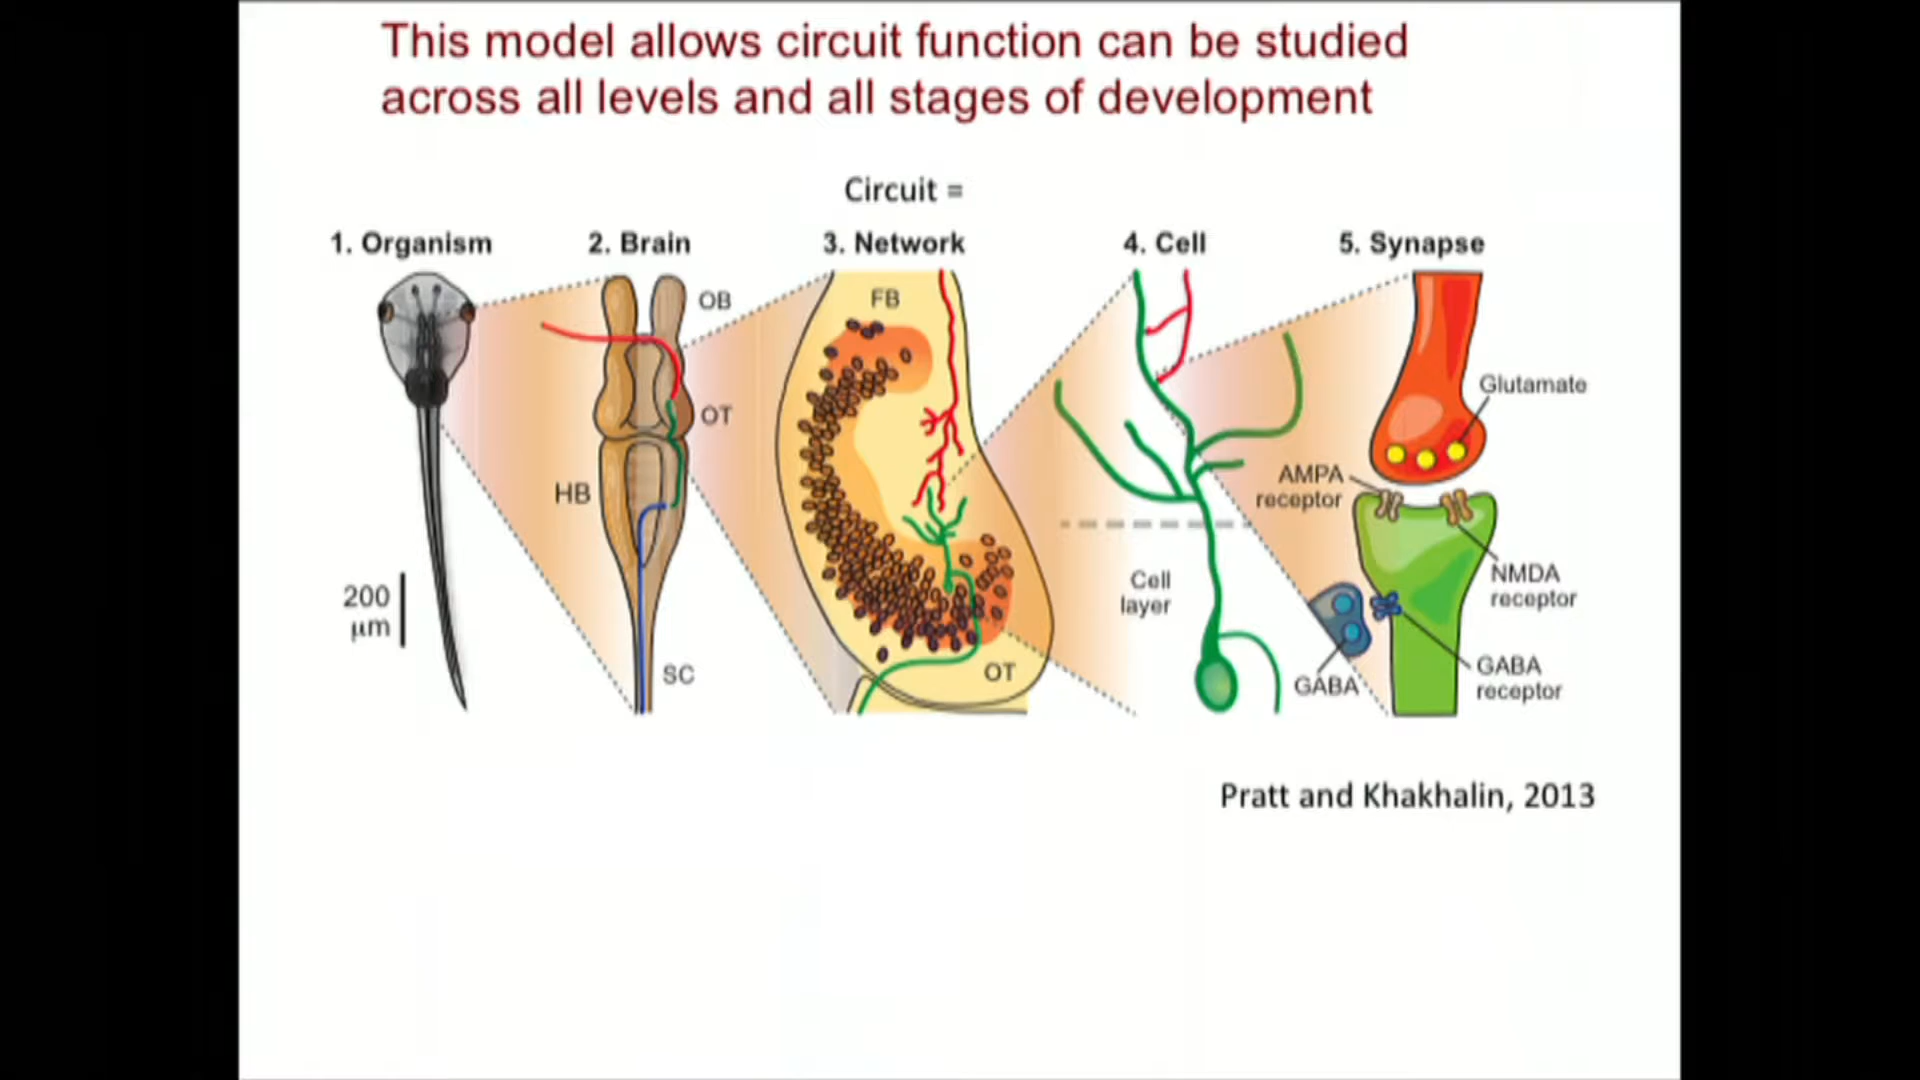 This model allows circuit function can be studied
across all levels and all stages of development
Circuit =
1. Organism
2. Brain
3. Network
4. Cell
5. Synapse
OB
OT
HB
SC
200
μm
FB
OT
Cell
layer
Glutamate
AMPA
receptor
NMDA
receptor
GABA
GABA
receptor
Pratt and Khakhalin, 2013